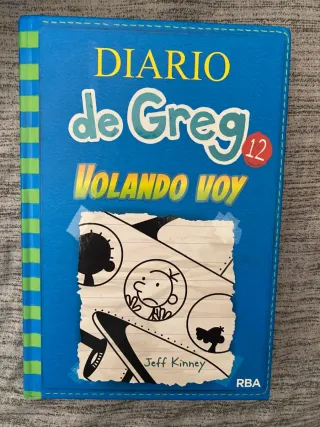 DIARIO
de Greg
12
VOLANDO VOY
Jeff Kinney
RBA